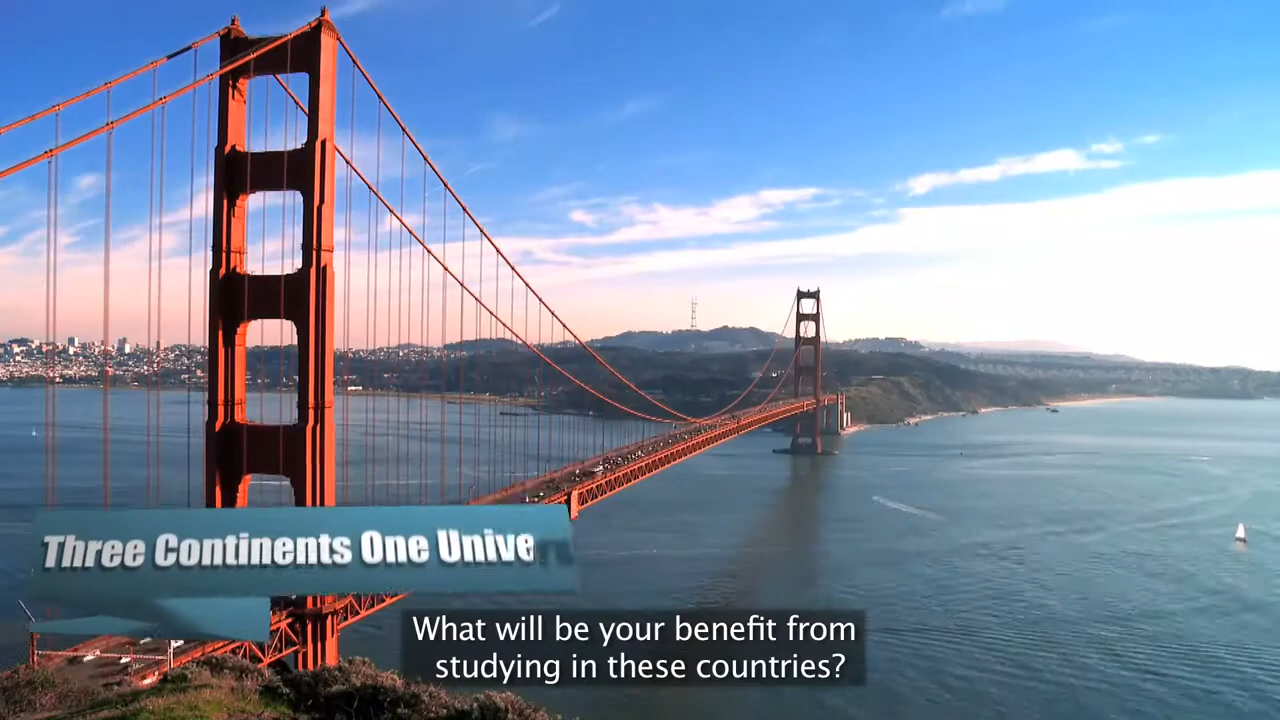 Three Continents One Unive
What will be your benefit from
studying in these countries?